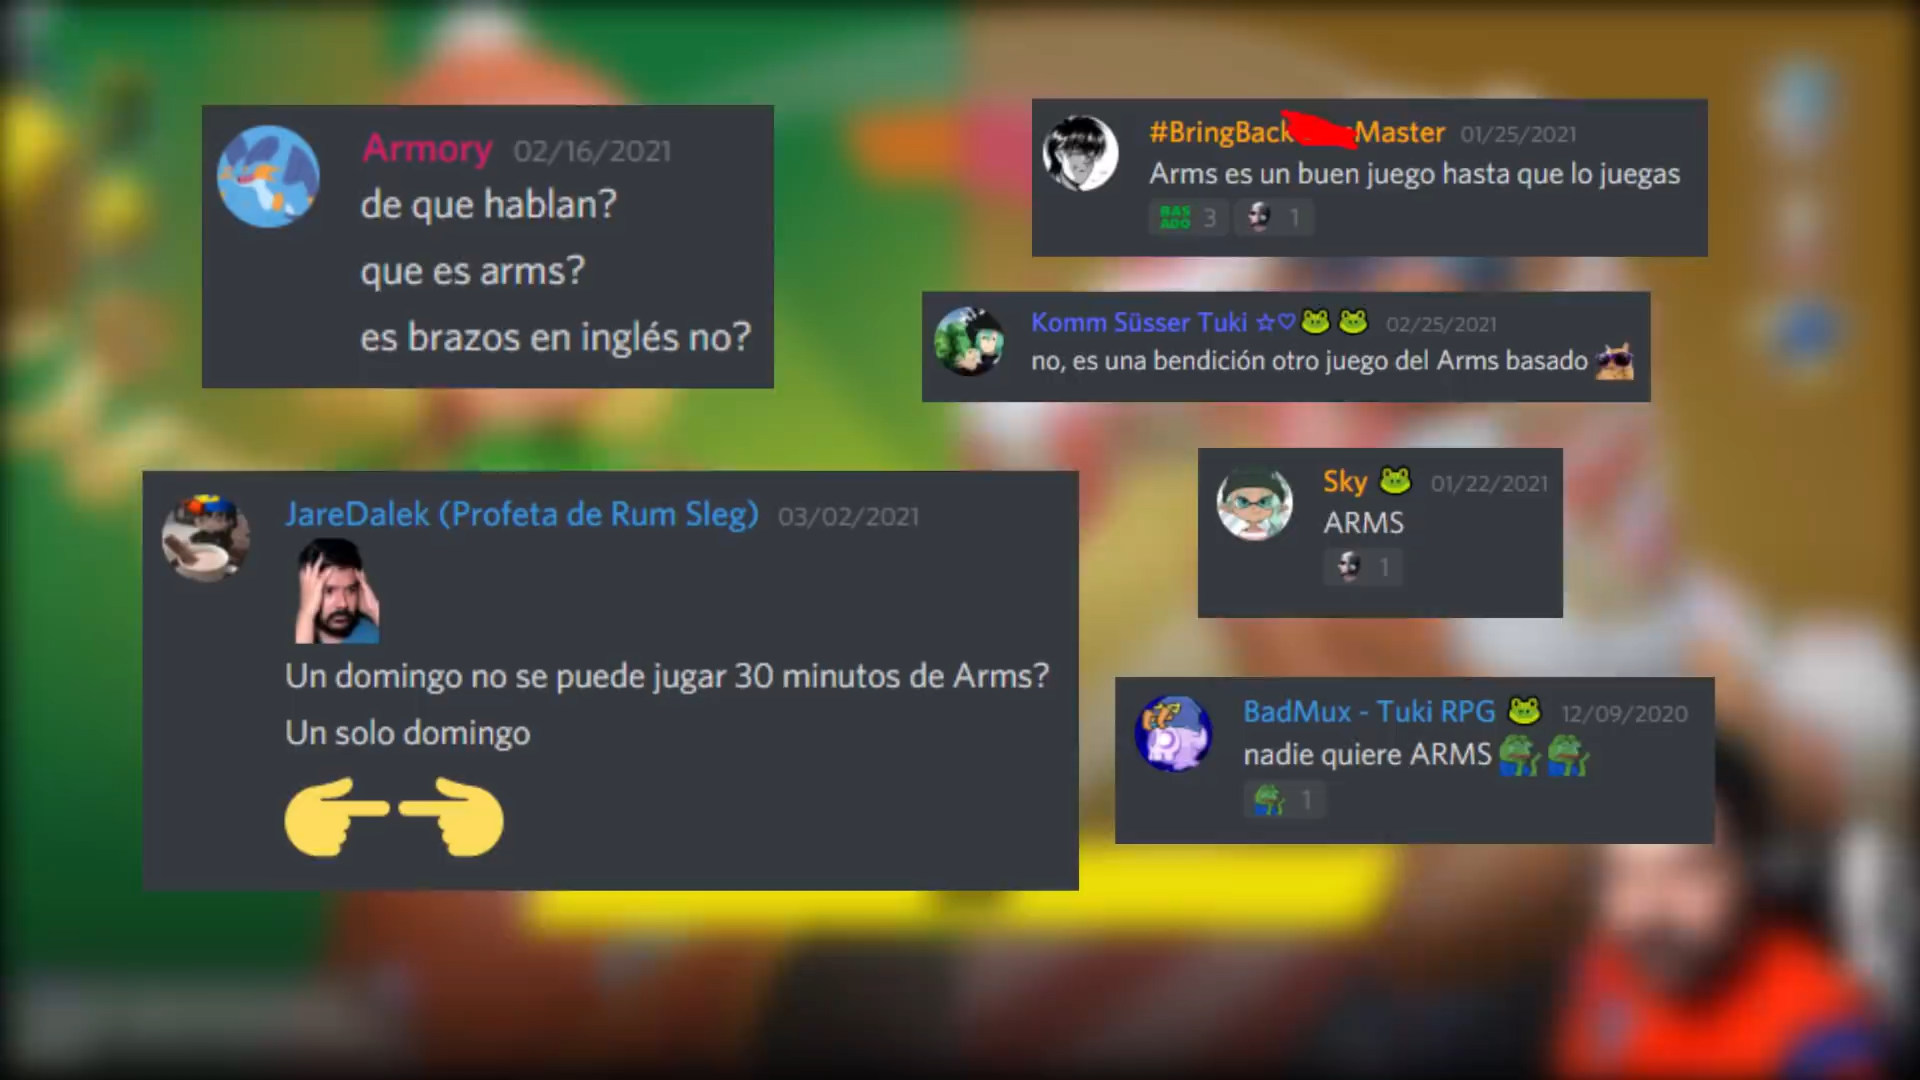 Armory 02/16/2021
de que hablan?
que es arms?
es brazos en inglés no?
#BringBack Master 01/25/2021
Arms es un buen juego hasta que lo juegas
BAS
ADO 3 1
Komm Süsser Tuki ☆♡🐸 🐸 02/25/2021
no, es una bendición otro juego del Arms basado
JareDalek (Profeta de Rum Sleg) 03/02/2021
Un domingo no se puede jugar 30 minutos de Arms?
Un solo domingo
Sky 🐸 01/22/2021
ARMS
1
BadMux - Tuki RPG 🐸 12/09/2020
nadie quiere ARMS
1